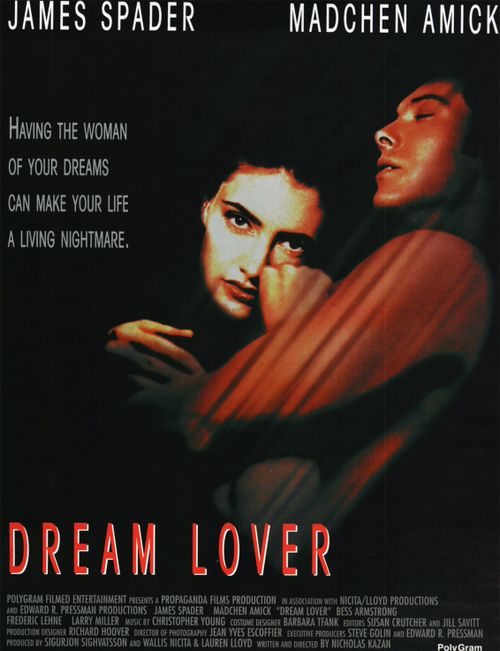 JAMES SPADER MADCHEN AMICK
HAVING THE WOMAN
OF YOUR DREAMS
CAN MAKE YOUR LIFE
A LIVING NIGHTMARE.
DREAM LOVER
POLYGRAM FILMED ENTERTAINMENT PRESENTS A PROPAGANDA FILMS PRODUCTION IN ASSOCIATION WITH NICITA/LLOYD PRODUCTIONS
AND EDWARD R. PRESSMAN PRODUCTIONS JAMES SPADER MÄDCHEN AMICK "DREAM LOVER" BESS ARMSTRONG
FREDERIC LEHNE LARRY MILLER MUSIC BY CHRISTOPHER YOUNG COSTUME DESIGNER BARBARA TFANK EDITORS SUSAN CRUTCHER AND JILL SAVITT
PRODUCTION DESIGNER RICHARD HOOVER DIRECTOR OF PHOTOGRAPHY JEAN YVES ESCOFFIER EXECUTIVE PRODUCERS STEVE GOLIN AND EDWARD R. PRESSMAN
PRODUCED BY SIGURJON SIGHVATSSON AND WALLIS NICITA & LAUREN LLOYD WRITTEN AND DIRECTED BY NICHOLAS KAZAN
PolyGram